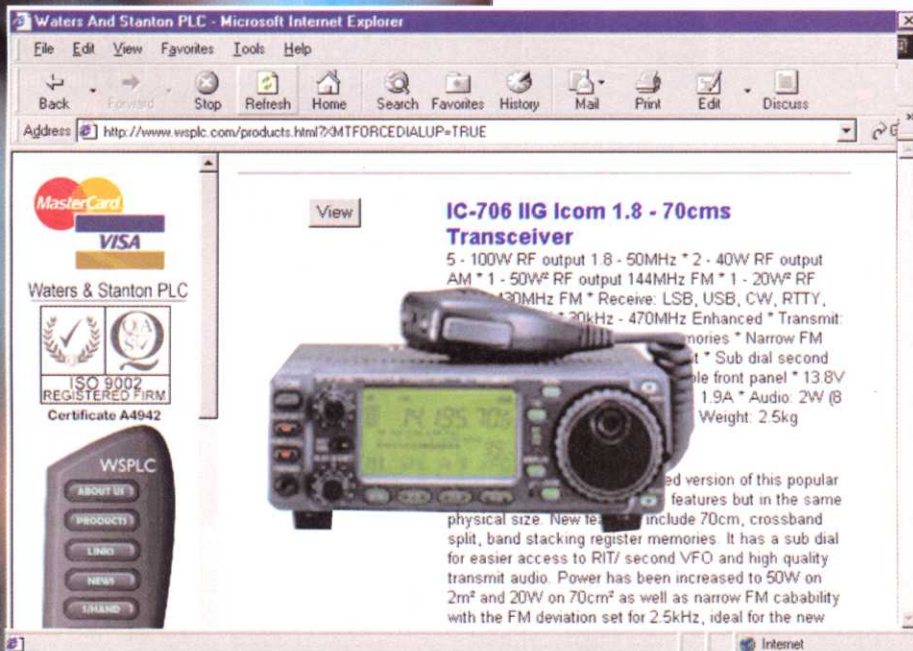 Waters And Stanton PLC - Microsoft Internet Explorer
File Edit View Favorites Tools Help
Back Forward Stop Refresh Home Search Favorites History Mail Print Edit Discuss
Address http://www.wsplc.com/products.html?XMTFORCEDIALUP=TRUE
MasterCard
VISA
Waters & Stanton PLC
ISO 9002
REGISTERED FIRM
Certificate A4942
WSPLC
ABOUT US
PRODUCTS
LINKS
NEWS
1/HAND
View
IC-706 IIG Icom 1.8 - 70cms
Transceiver
5 - 100W RF output 1.8 - 50MHz * 2 - 40W RF output
AM * 1 - 50W² RF output 144MHz FM * 1 - 20W² RF
430MHz FM * Receive: LSB, USB, CW, RTTY,
* 30kHz - 470MHz Enhanced * Transmit:
* Narrow FM
* Sub dial second
front panel * 13.8V
1.9A * Audio: 2W (8
Weight: 2.5kg
version of this popular
features but in the same
physical size. New include 70cm, crossband
split, band stacking register memories. It has a sub dial
for easier access to RIT/ second VFO and high quality
transmit audio. Power has been increased to 50W on
2m² and 20W on 70cm² as well as narrow FM cabability
with the FM deviation set for 2.5kHz, ideal for the new
Internet